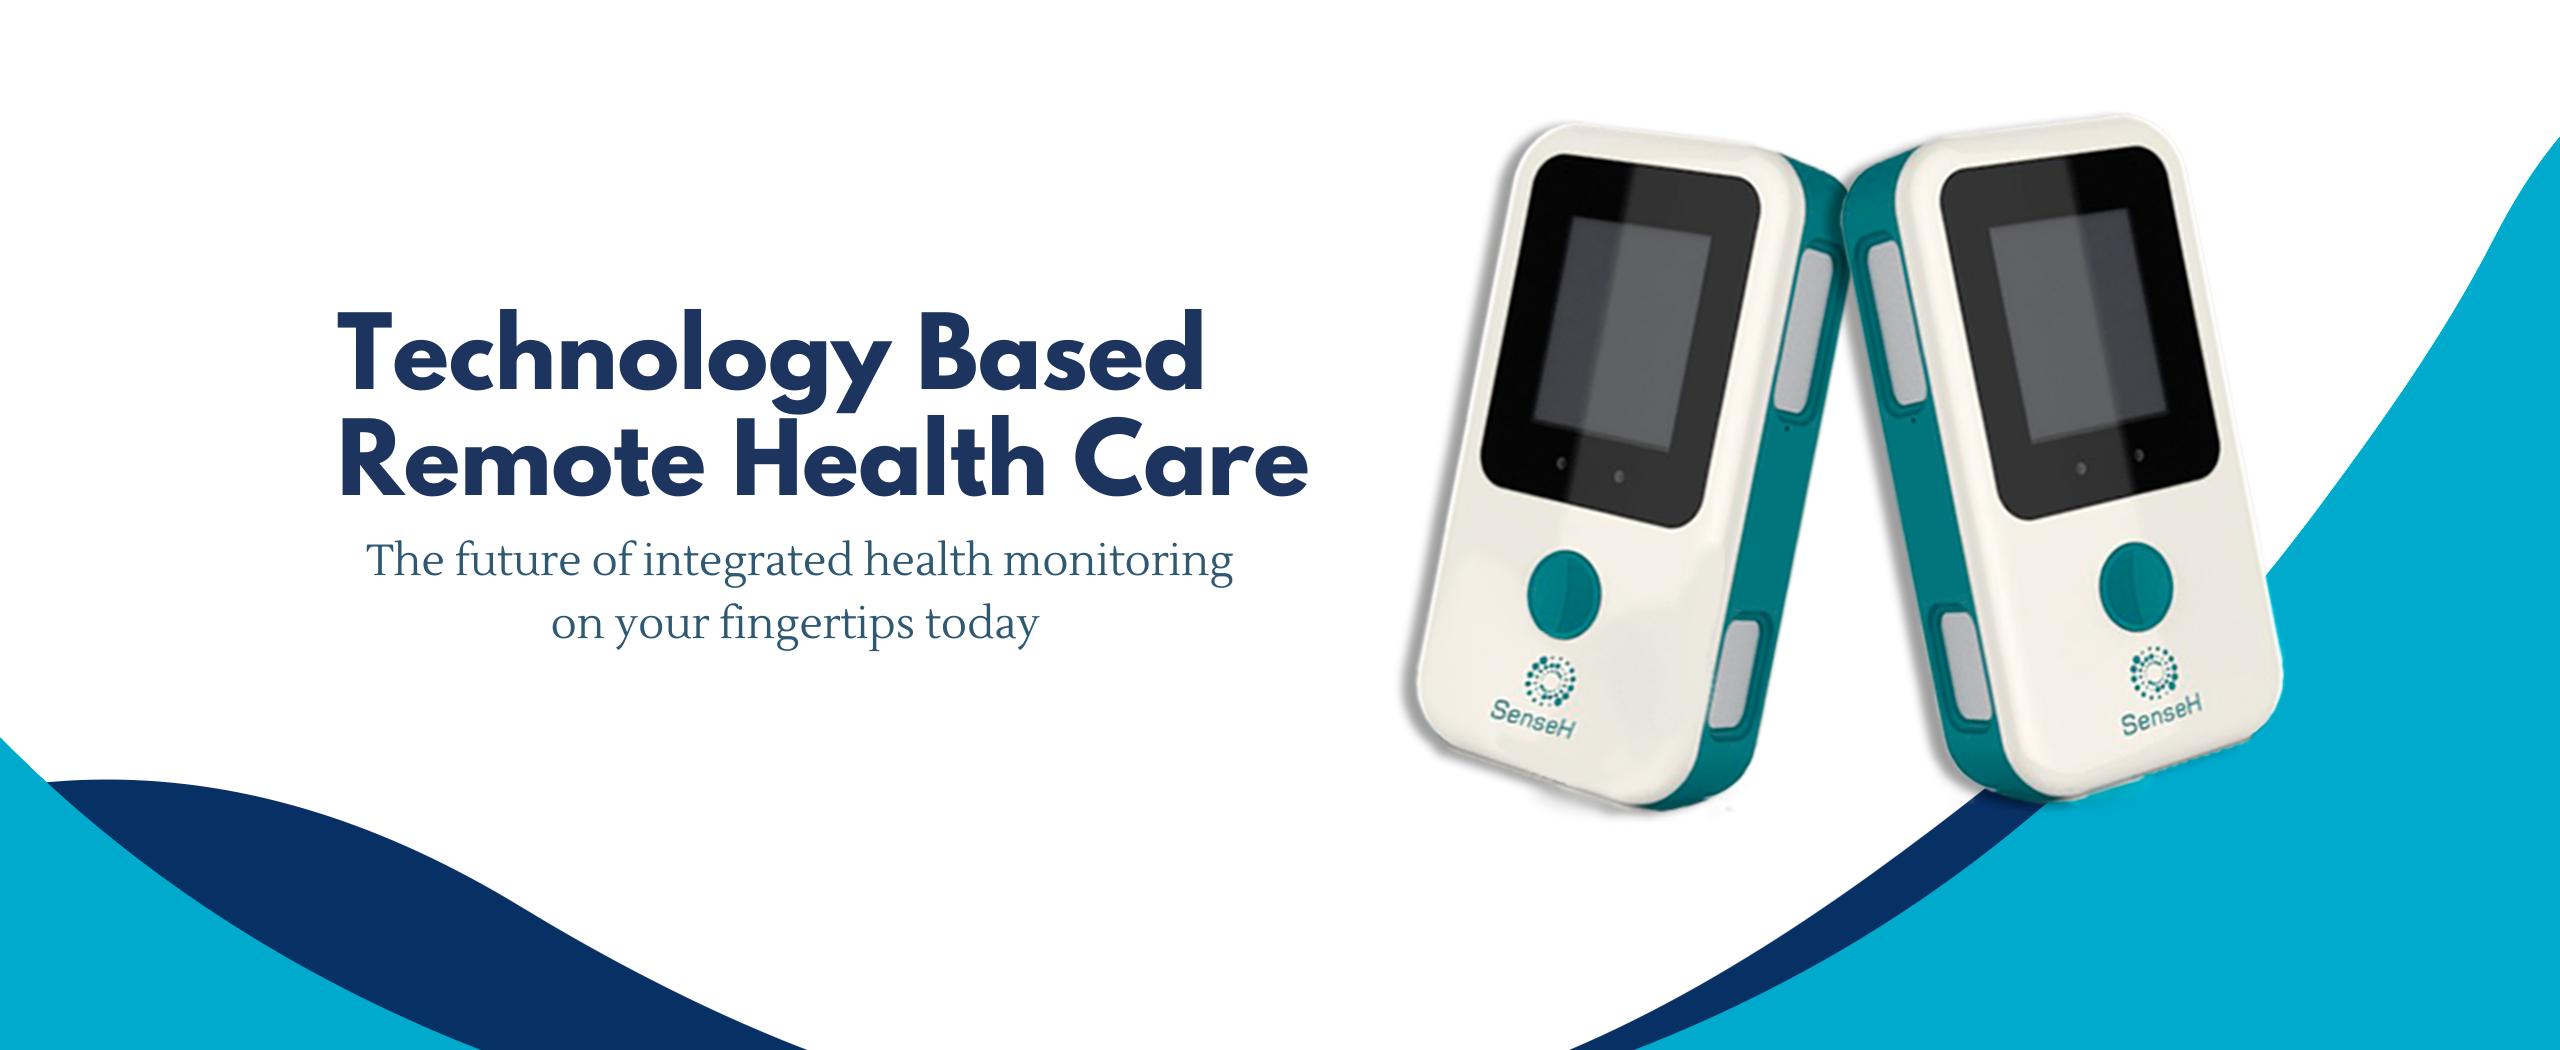 Technology Based
Remote Health Care
The future of integrated health monitoring
on your fingertips today
SenseH
SenseH